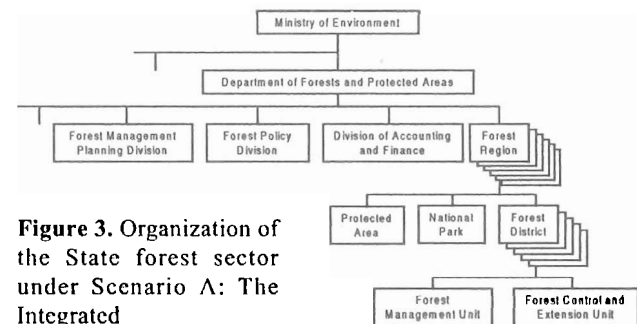 Ministry of Environment
Department of Forests and Protected Areas
Forest Management
Planning Division
Forest Policy
Division
Division of Accounting
and Finance
Forest
Region
Protected
Area
National
Park
Forest
District
Forest
Management Unit
Forest Control and
Extension Unit
Figure 3. Organization of
the State forest sector
under Scenario Λ: The
Integrated